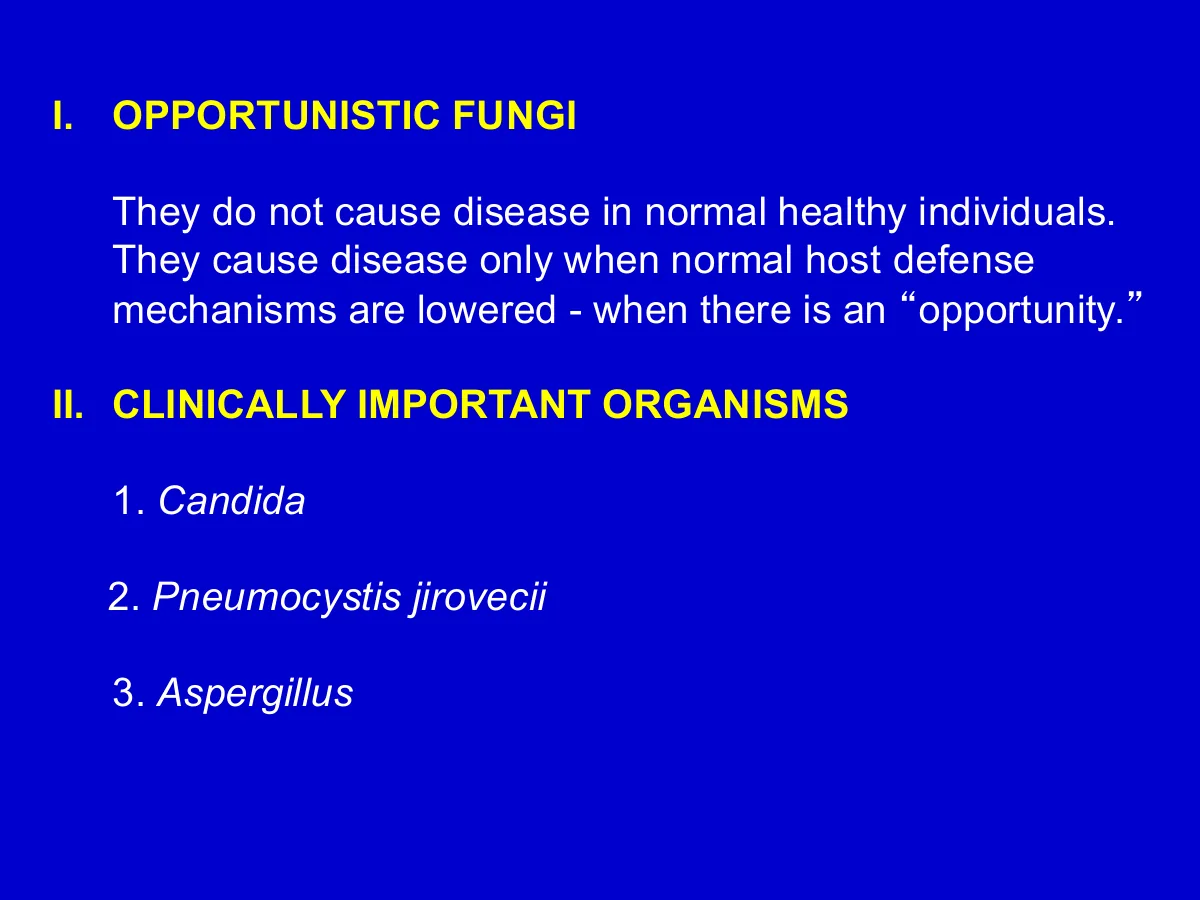 I. OPPORTUNISTIC FUNGI
They do not cause disease in normal healthy individuals.
They cause disease only when normal host defense
mechanisms are lowered - when there is an “opportunity.”
II. CLINICALLY IMPORTANT ORGANISMS
1. Candida
2. Pneumocystis jirovecii
3. Aspergillus